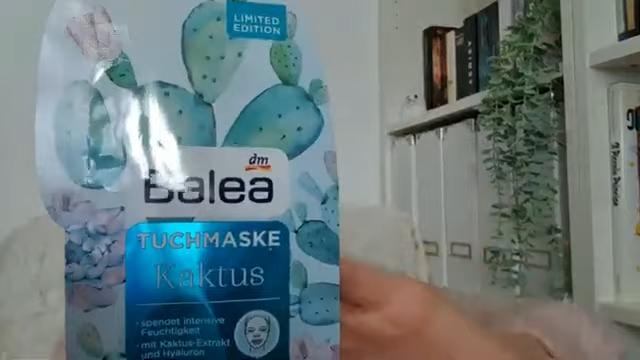 LIMITED
EDITION
dm
Balea
TUCHMASKE
Kaktus
· spendet intensive
Feuchtigkeit
· mit Kaktus-Extrakt
und Hyaluron